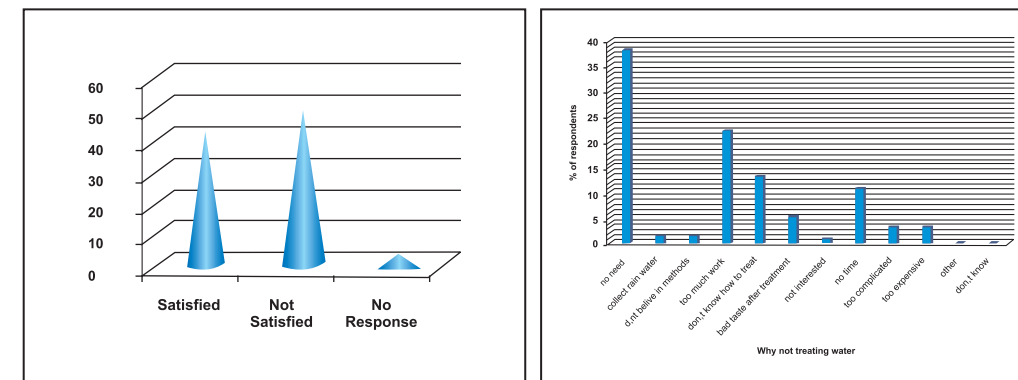 60
50
40
30
20
10
0
Satisfied
Not
Satisfied
No
Response
40
35
30
25
20
15
10
5
0
% of respondents
no need
collect rain water
d,nt belive in methods
too much work
don,t know how to treat
bad taste after treatment
not interested
no time
too complicated
too expensive
other
don,t know
Why not treating water